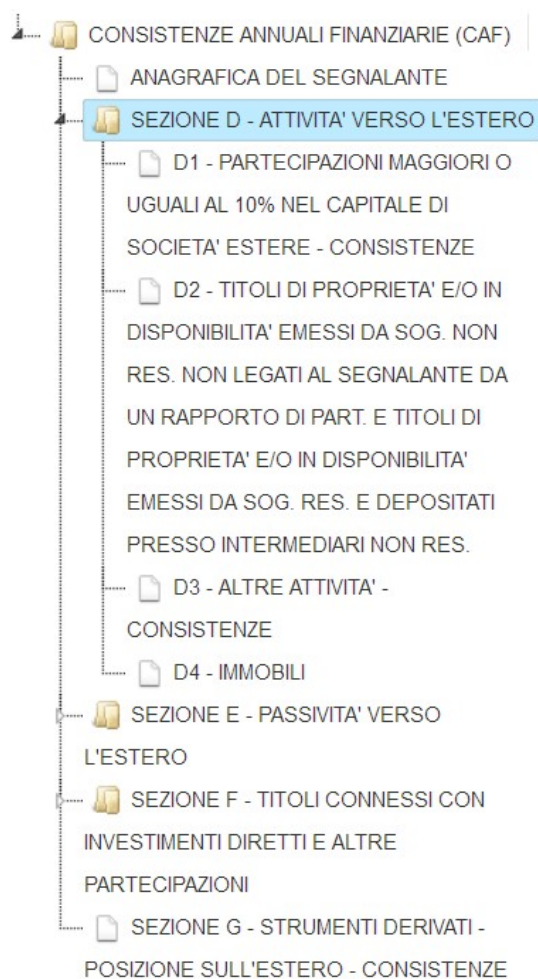 CONSISTENZE ANNUALI FINANZIARIE (CAF)
ANAGRAFICA DEL SEGNALANTE
SEZIONE D - ATTIVITA' VERSO L'ESTERO
D1 - PARTECIPAZIONI MAGGIORI O
UGUALI AL 10% NEL CAPITALE DI
SOCIETA' ESTERE - CONSISTENZE
D2 - TITOLI DI PROPRIETA' E/O IN
DISPONIBILITA' EMESSI DA SOG. NON
RES. NON LEGATI AL SEGNALANTE DA
UN RAPPORTO DI PART. E TITOLI DI
PROPRIETA' E/O IN DISPONIBILITA'
EMESSI DA SOG. RES. E DEPOSITATI
PRESSO INTERMEDIARI NON RES.
D3 - ALTRE ATTIVITA' -
CONSISTENZE
D4 - IMMOBILI
SEZIONE E - PASSIVITA' VERSO
L'ESTERO
SEZIONE F - TITOLI CONNESSI CON
INVESTIMENTI DIRETTI E ALTRE
PARTECIPAZIONI
SEZIONE G - STRUMENTI DERIVATI -
POSIZIONE SULL'ESTERO - CONSISTENZE